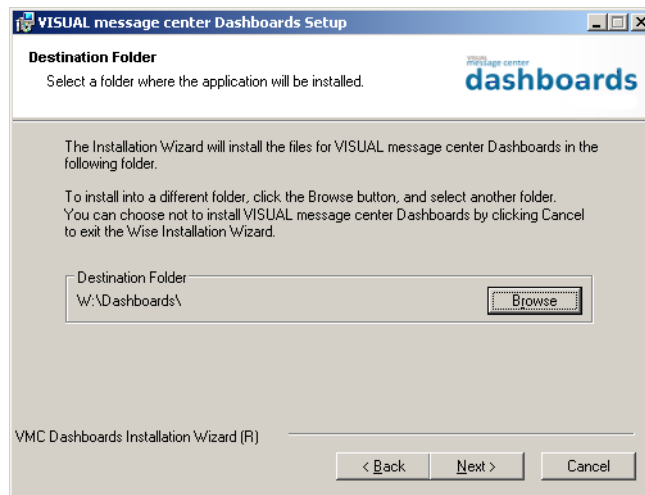 VISUAL message center Dashboards Setup
Destination Folder
Select a folder where the application will be installed.
VISUAL
message center
dashboards
The Installation Wizard will install the files for VISUAL message center Dashboards in the
following folder.
To install into a different folder, click the Browse button, and select another folder.
You can choose not to install VISUAL message center Dashboards by clicking Cancel
to exit the Wise Installation Wizard.
Destination Folder
W:\Dashboards\
Browse
VMC Dashboards Installation Wizard (R)
< Back
Next >
Cancel